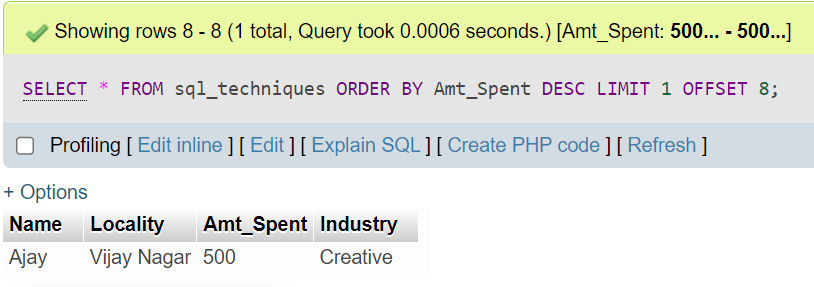 Showing rows 8 - 8 (1 total, Query took 0.0006 seconds.) [Amt_Spent: 500... - 500...]
SELECT * FROM sql_techniques ORDER BY Amt_Spent DESC LIMIT 1 OFFSET 8;
Profiling [ Edit inline ] [ Edit ] [ Explain SQL ] [ Create PHP code ] [ Refresh ]
+ Options
Name Locality Amt_Spent Industry
Ajay Vijay Nagar 500 Creative